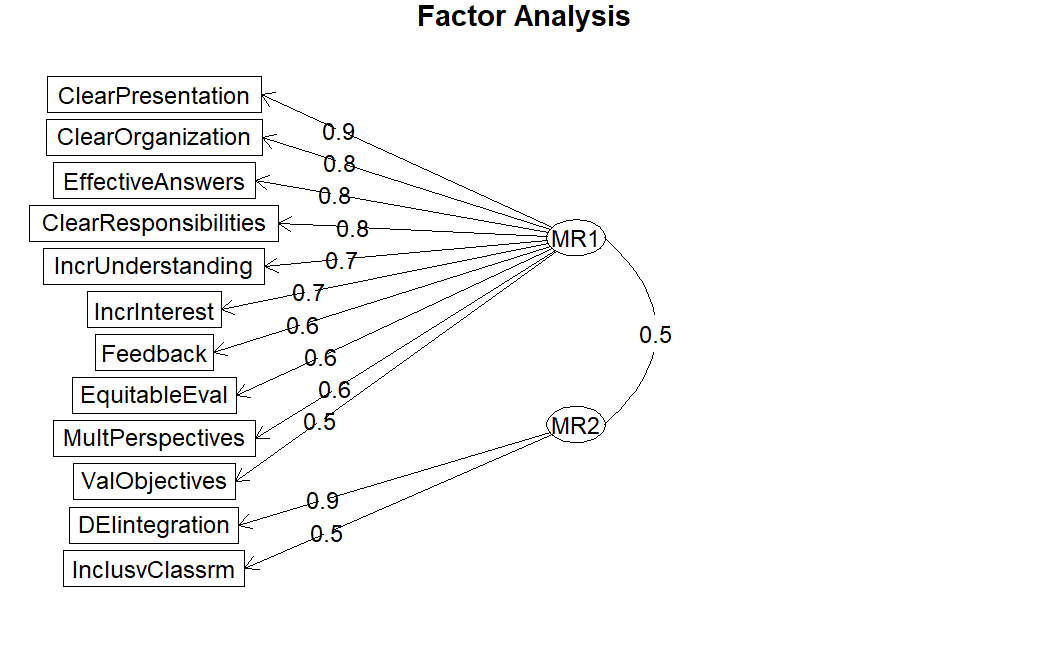 Factor Analysis
ClearPresentation
0.9
ClearOrganization
0.8
EffectiveAnswers
0.8
ClearResponsibilities
0.8
MR1
IncrUnderstanding
0.7
IncrInterest
0.7
Feedback
0.6
0.5
EquitableEval
0.6
MultPerspectives
0.6
MR2
ValObjectives
0.5
DEIintegration
0.9
InclusvClassrm
0.5